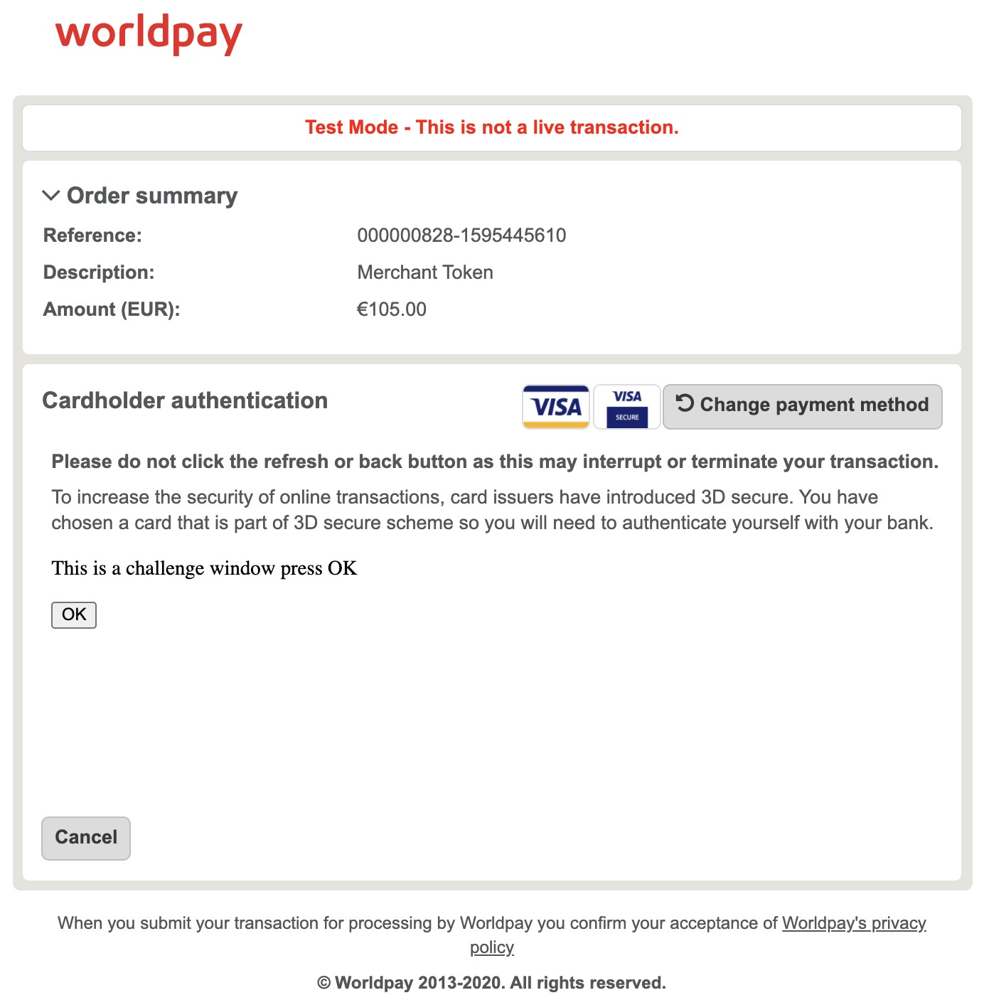 worldpay
Test Mode - This is not a live transaction.
Order summary
Reference: 000000828-1595445610
Description: Merchant Token
Amount (EUR): €105.00
Cardholder authentication
VISA
VISA
SECURE
Change payment method
Please do not click the refresh or back button as this may interrupt or terminate your transaction.
To increase the security of online transactions, card issuers have introduced 3D secure. You have
chosen a card that is part of 3D secure scheme so you will need to authenticate yourself with your bank.
This is a challenge window press OK
OK
Cancel
When you submit your transaction for processing by Worldpay you confirm your acceptance of Worldpay's privacy
policy
© Worldpay 2013-2020. All rights reserved.